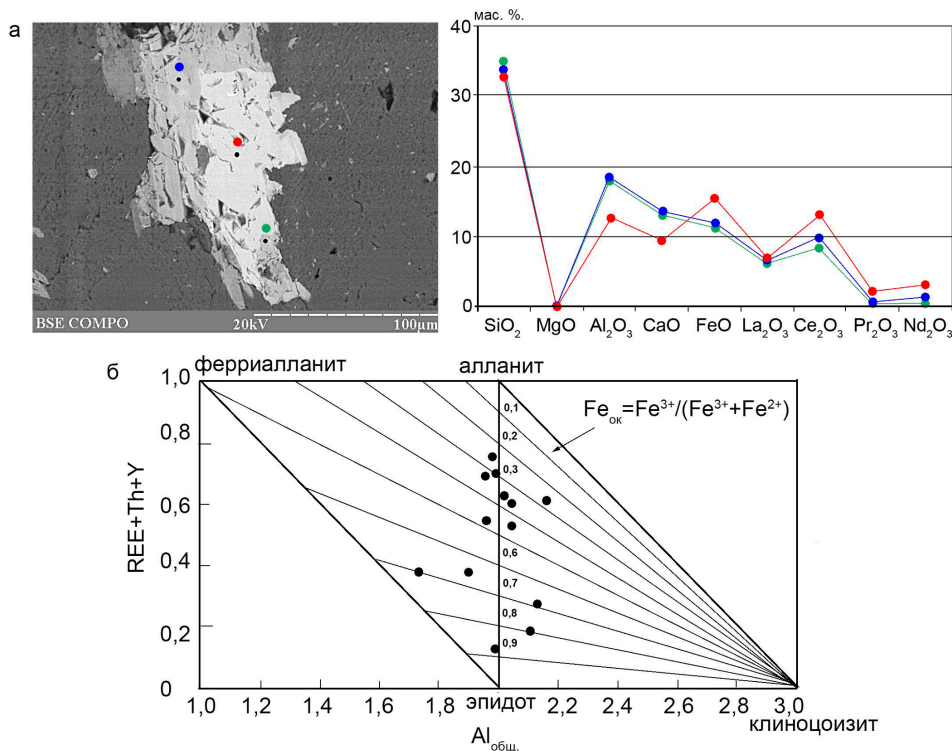 а
BSE COMPO 20kV 100µm
мас. %.
40
30
20
10
0
SiO₂ MgO Al₂O₃ CaO FeO La₂O₃ Ce₂O₃ Pr₂O₃ Nd₂O₃
б
ферриалланит алланит
1,0
0,8
0,6
0,4
0,2
0
REE+Th+Y
Feок=Fe³⁺/(Fe³⁺+Fe²⁺)
0,1
0,2
0,3
0,6
0,7
0,8
0,9
1,0 1,2 1,4 1,6 1,8 эпидот 2,2 2,4 2,6 2,8 3,0
клиноцоизит
Alобщ.